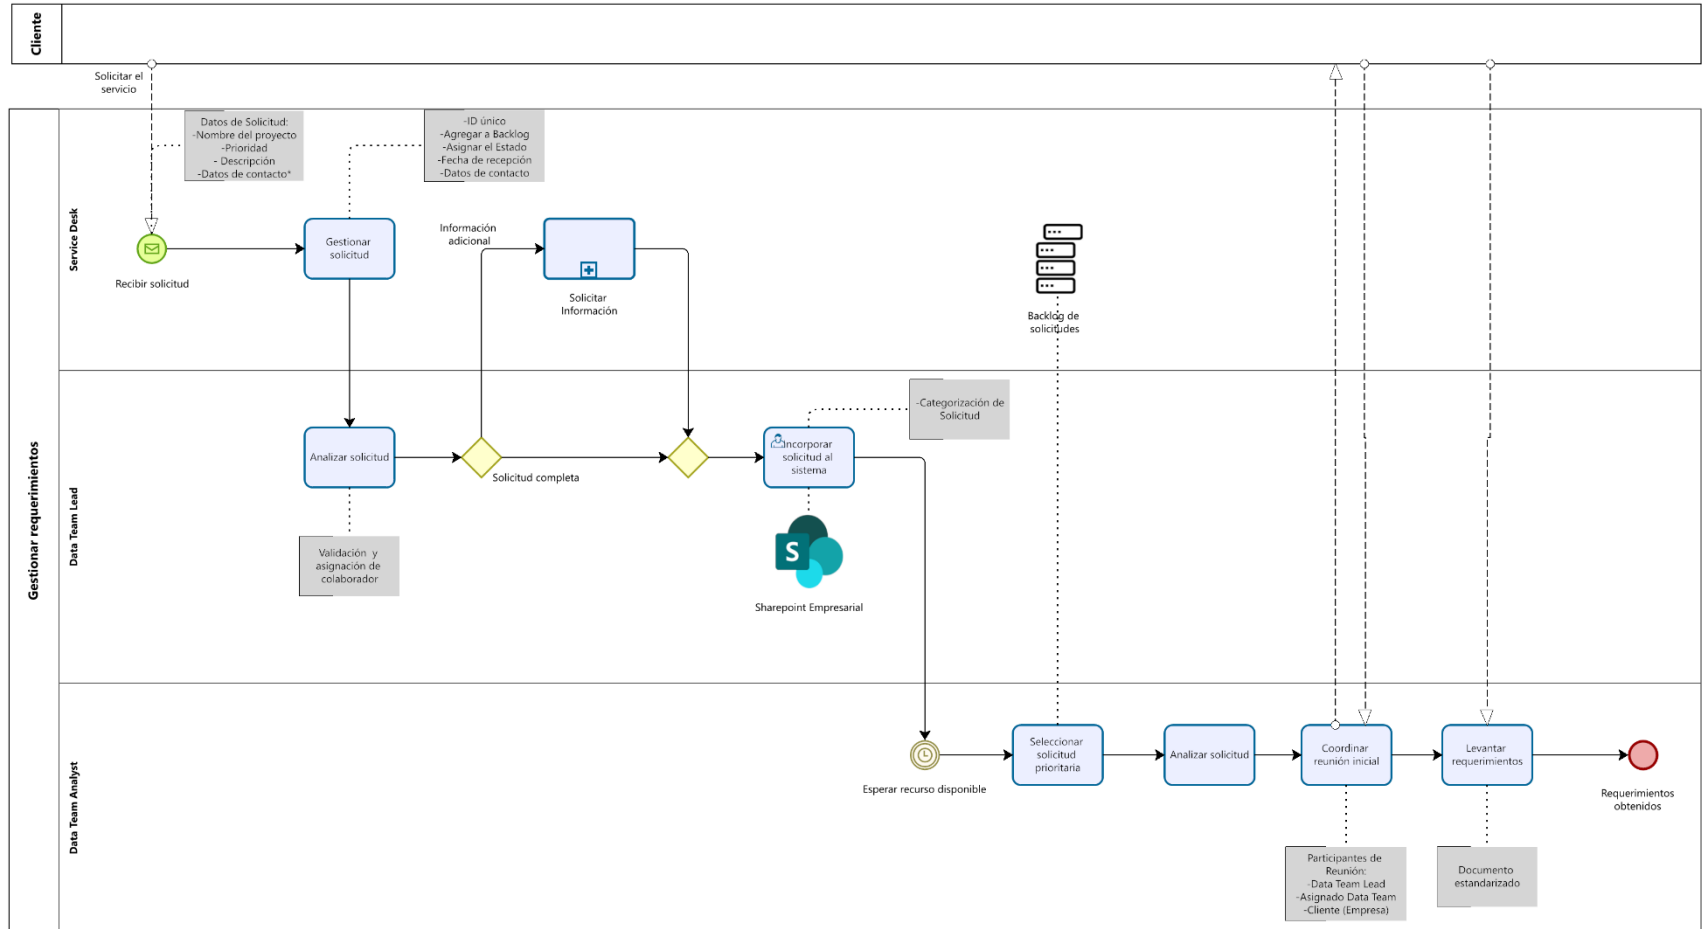 Cliente
Solicitar el
servicio
Gestionar requerimientos
Service Desk
Datos de Solicitud:
-Nombre del proyecto
-Prioridad
- Descripción
-Datos de contacto*
-ID único
-Agregar a Backlog
-Asignar el Estado
-Fecha de recepción
-Datos de contacto
Recibir solicitud
Gestionar
solicitud
Información
adicional
Solicitar
Información
Backlog de
solicitudes
Data Team Lead
Analizar solicitud
Solicitud completa
Incorporar
solicitud al
sistema
-Categorización de
Solicitud
Validación y
asignación de
colaborador
S
Sharepoint Empresarial
Data Team Analyst
Esperar recurso disponible
Seleccionar
solicitud
prioritaria
Analizar solicitud
Coordinar
reunión inicial
Levantar
requerimientos
Requerimientos
obtenidos
Participantes de
Reunión:
-Data Team Lead
-Asignado Data Team
-Cliente (Empresa)
Documento
estandarizado